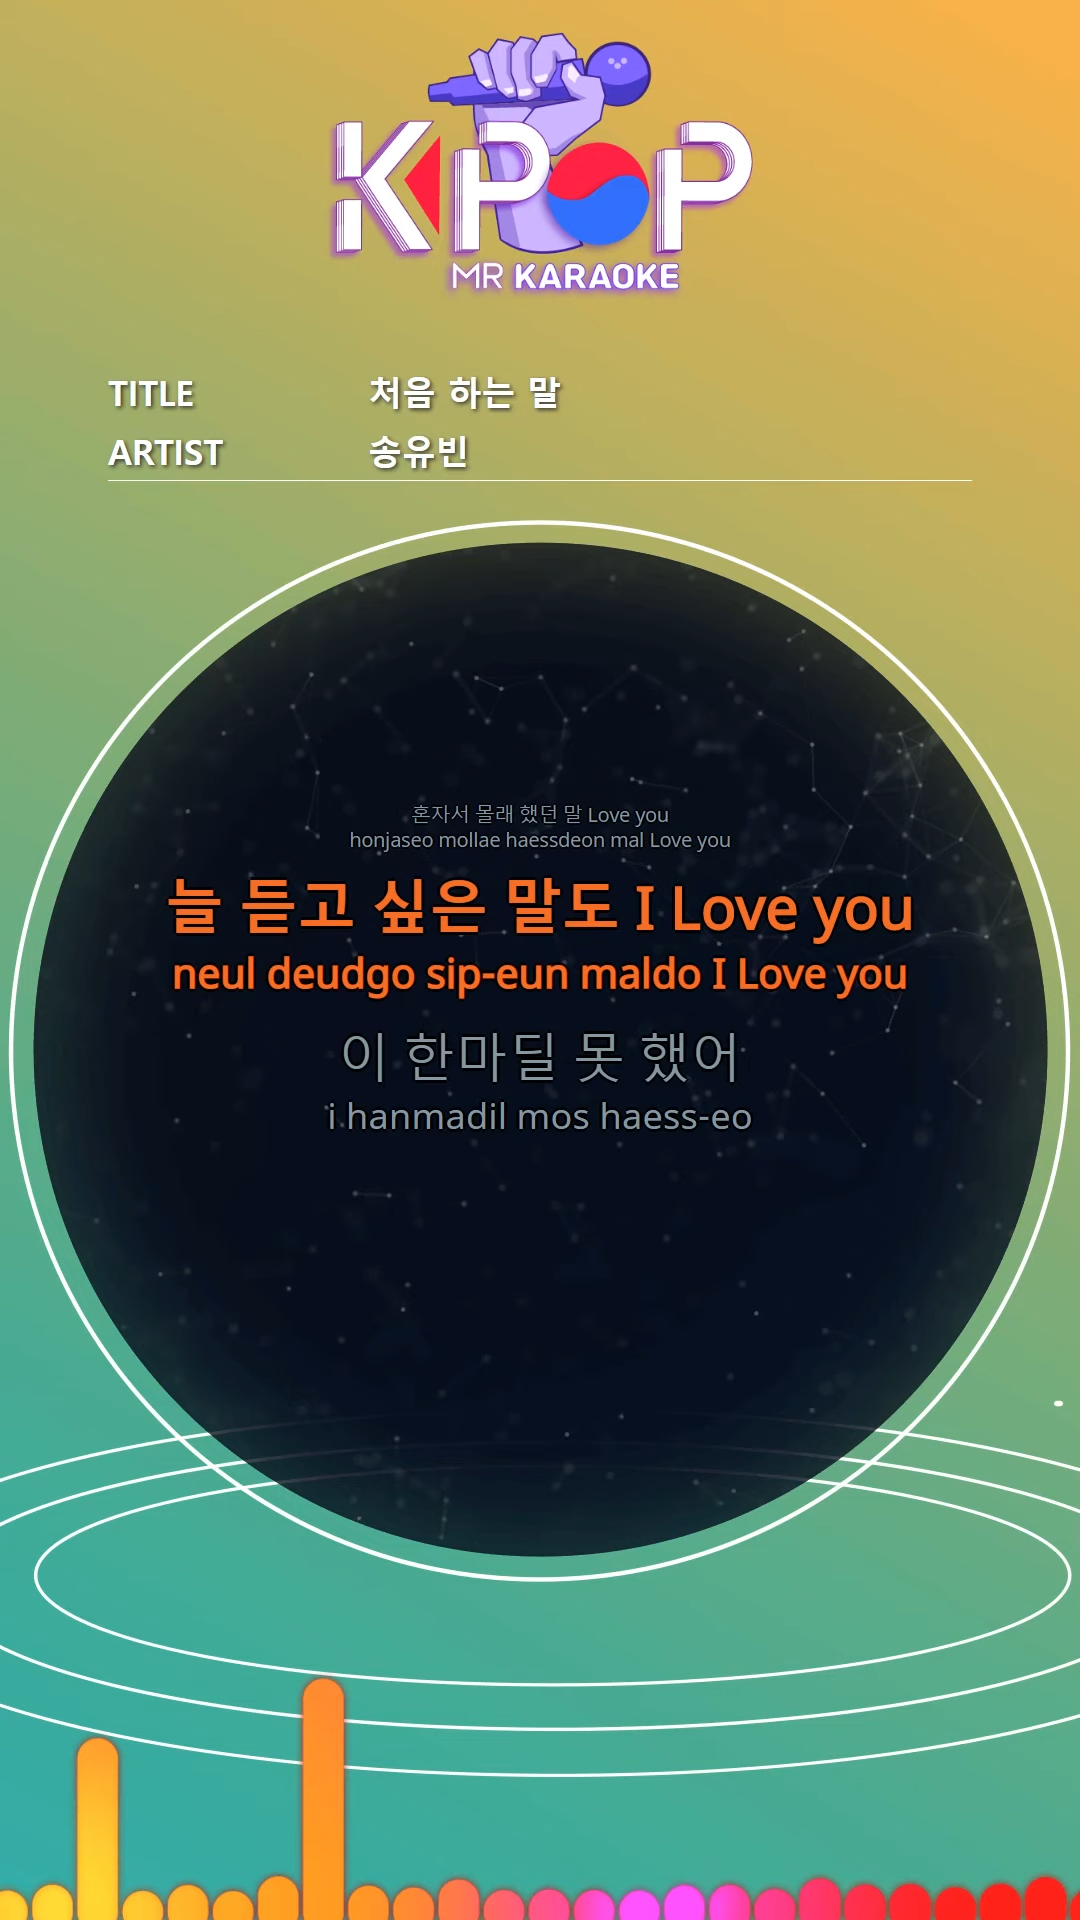 KPOP
MR KARAOKE
TITLE 처음 하는 말
ARTIST 송유빈
혼자서 몰래 했던 말 Love you
honjaseo mollae haessdeon mal Love you
늘 듣고 싶은 말도 I Love you
neul deudgo sip-eun maldo I Love you
이 한마딜 못 했어
i hanmadil mos haess-eo